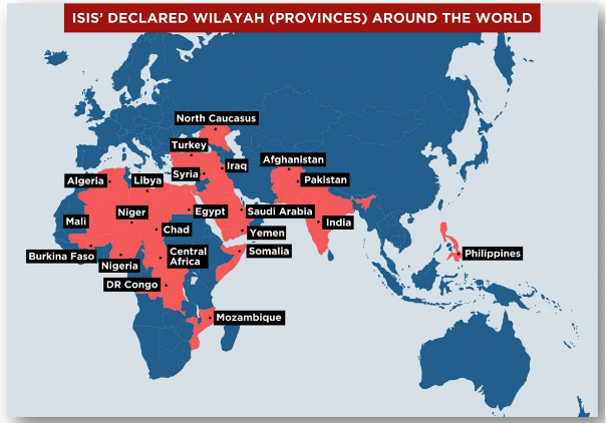 ISIS' DECLARED WILAYAH (PROVINCES) AROUND THE WORLD
North Caucasus
Turkey
Afghanistan
Iraq
Syria
Algeria
Libya
Pakistan
Niger
Egypt
Saudi Arabia
Mali
India
Chad
Yemen
Burkina Faso
Central
Africa
Somalia
Philippines
Nigeria
DR Congo
Mozambique